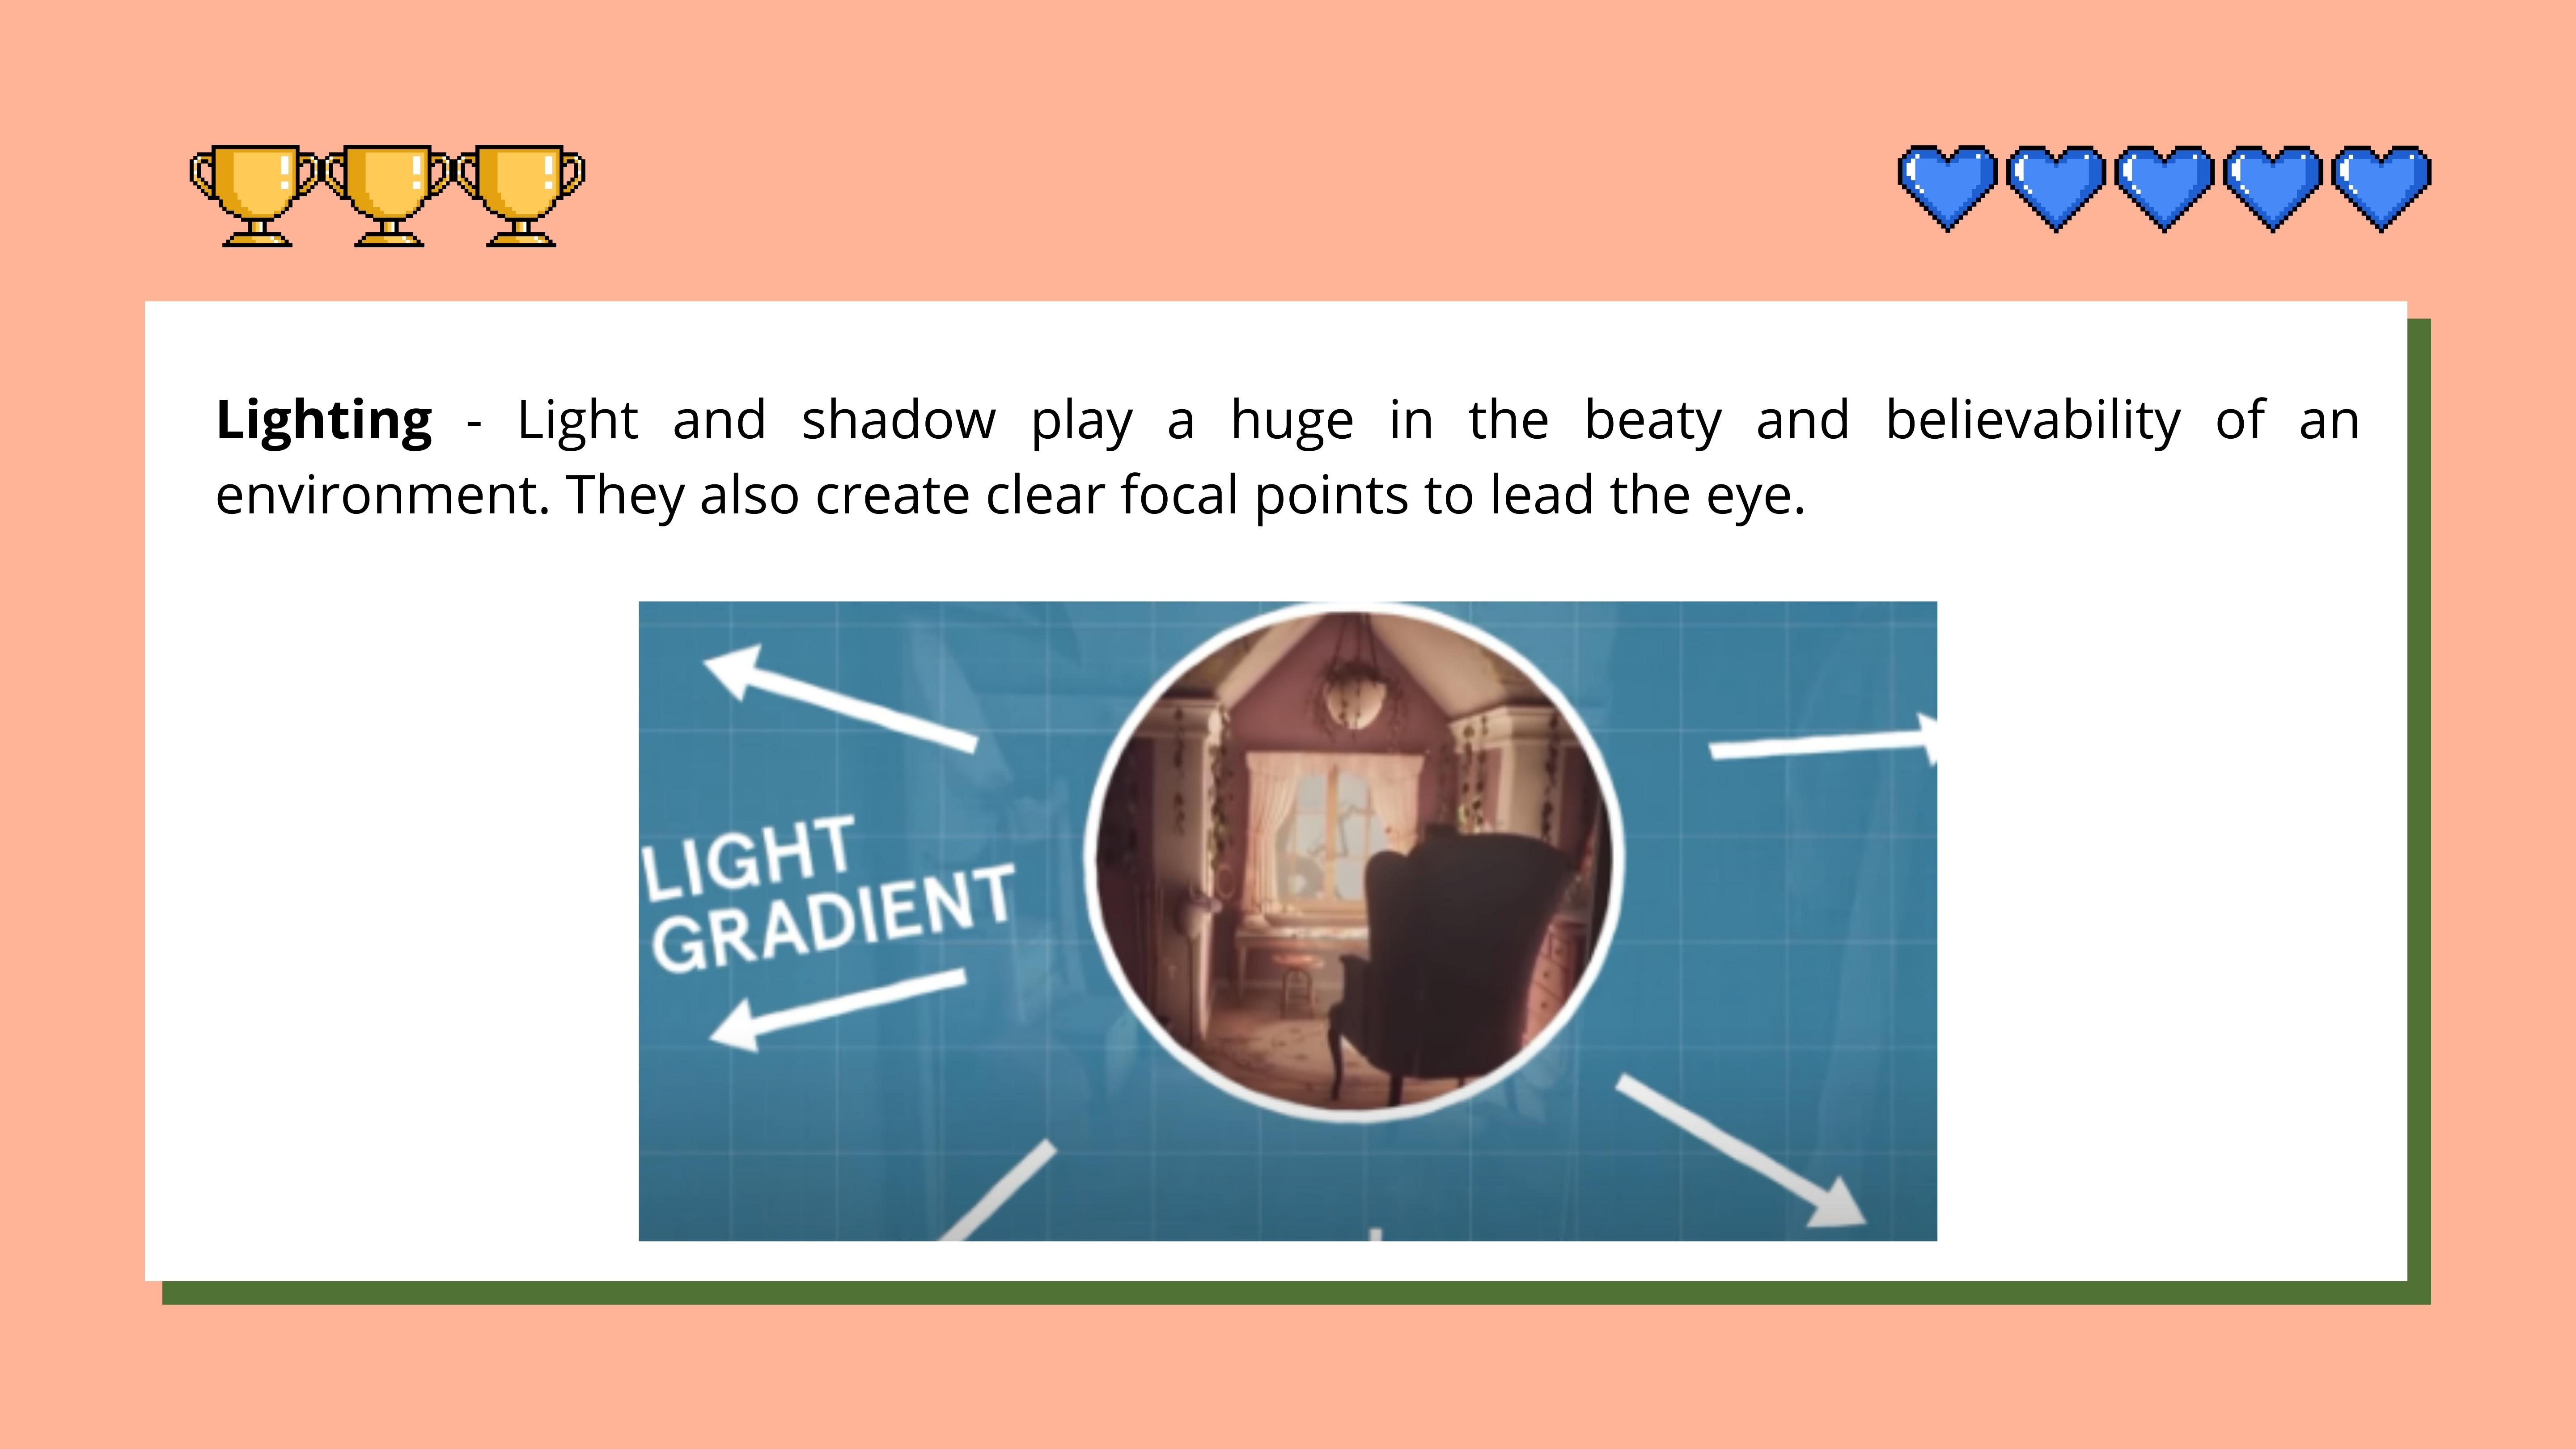 Lighting - Light and shadow play a huge in the beaty and believability of an
environment. They also create clear focal points to lead the eye.
LIGHT
GRADIENT